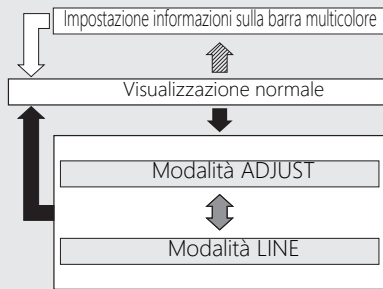 Impostazione informazioni sulla barra multicolore
Visualizzazione normale
Modalità ADJUST
Modalità LINE